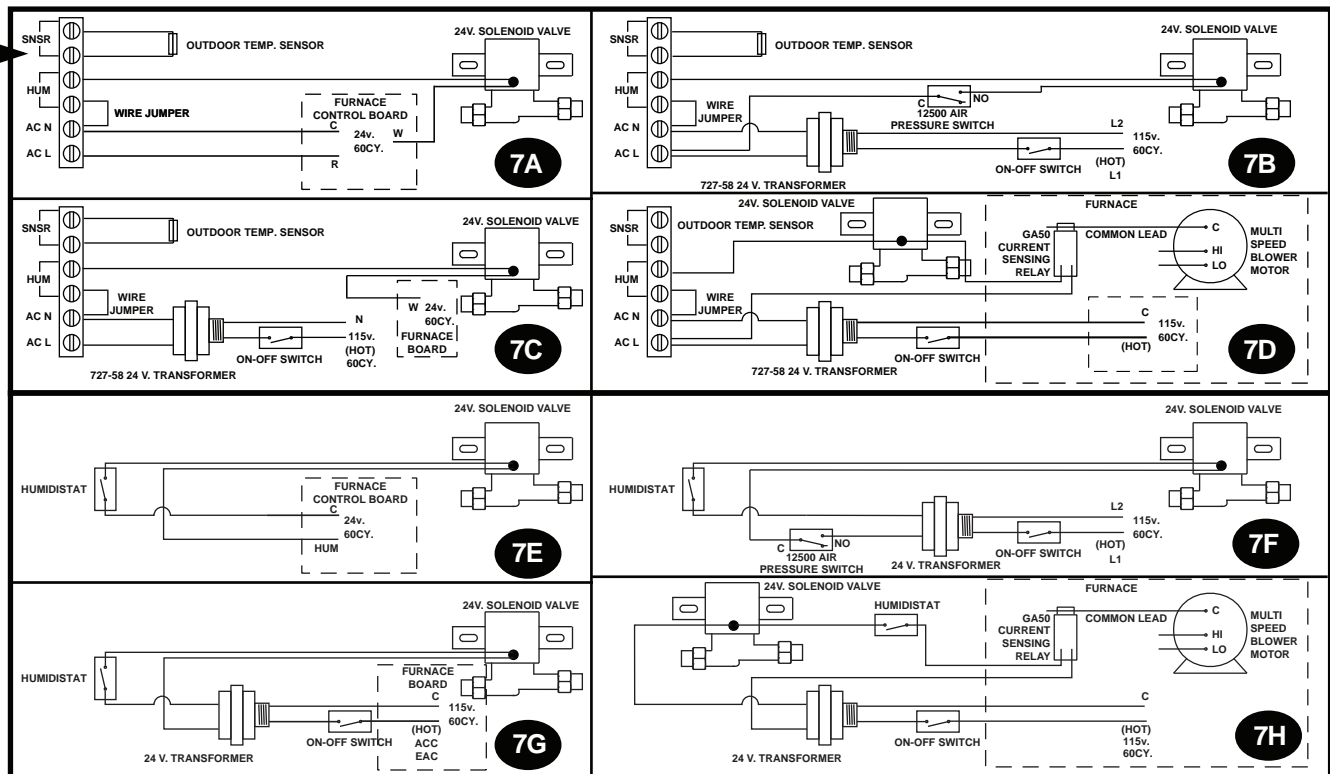 SNSR
OUTDOOR TEMP. SENSOR
24V. SOLENOID VALVE
HUM
WIRE JUMPER
FURNACE
CONTROL BOARD
AC N
C
24v.
60CY.
W
AC L
R
7A
SNSR
OUTDOOR TEMP. SENSOR
24V. SOLENOID VALVE
HUM
WIRE
JUMPER
C
NO
12500 AIR
PRESSURE SWITCH
AC N
AC L
L2
115v.
60CY.
(HOT)
L1
ON-OFF SWITCH
727-58 24 V. TRANSFORMER
7B
SNSR
OUTDOOR TEMP. SENSOR
24V. SOLENOID VALVE
HUM
WIRE
JUMPER
AC N
AC L
N
115v.
(HOT)
60CY.
W 24v.
60CY.
FURNACE
BOARD
ON-OFF SWITCH
727-58 24 V. TRANSFORMER
7C
24V. SOLENOID VALVE
SNSR
OUTDOOR TEMP. SENSOR
HUM
WIRE
JUMPER
AC N
AC L
FURNACE
GA50
CURRENT
SENSING
RELAY
COMMON LEAD
C
HI
LO
MULTI
SPEED
BLOWER
MOTOR
C
115v.
60CY.
(HOT)
ON-OFF SWITCH
727-58 24 V. TRANSFORMER
7D
24V. SOLENOID VALVE
HUMIDISTAT
FURNACE
CONTROL BOARD
C
24v.
60CY.
HUM
7E
24V. SOLENOID VALVE
HUMIDISTAT
C
NO
12500 AIR
PRESSURE SWITCH
24 V. TRANSFORMER
L2
115v.
60CY.
(HOT)
L1
ON-OFF SWITCH
7F
24V. SOLENOID VALVE
HUMIDISTAT
FURNACE
BOARD
C
115v.
60CY.
(HOT)
ACC
EAC
ON-OFF SWITCH
24 V. TRANSFORMER
7G
24V. SOLENOID VALVE
HUMIDISTAT
FURNACE
GA50
CURRENT
SENSING
RELAY
COMMON LEAD
C
HI
LO
MULTI
SPEED
BLOWER
MOTOR
C
(HOT)
115v.
60CY.
ON-OFF SWITCH
24 V. TRANSFORMER
7H